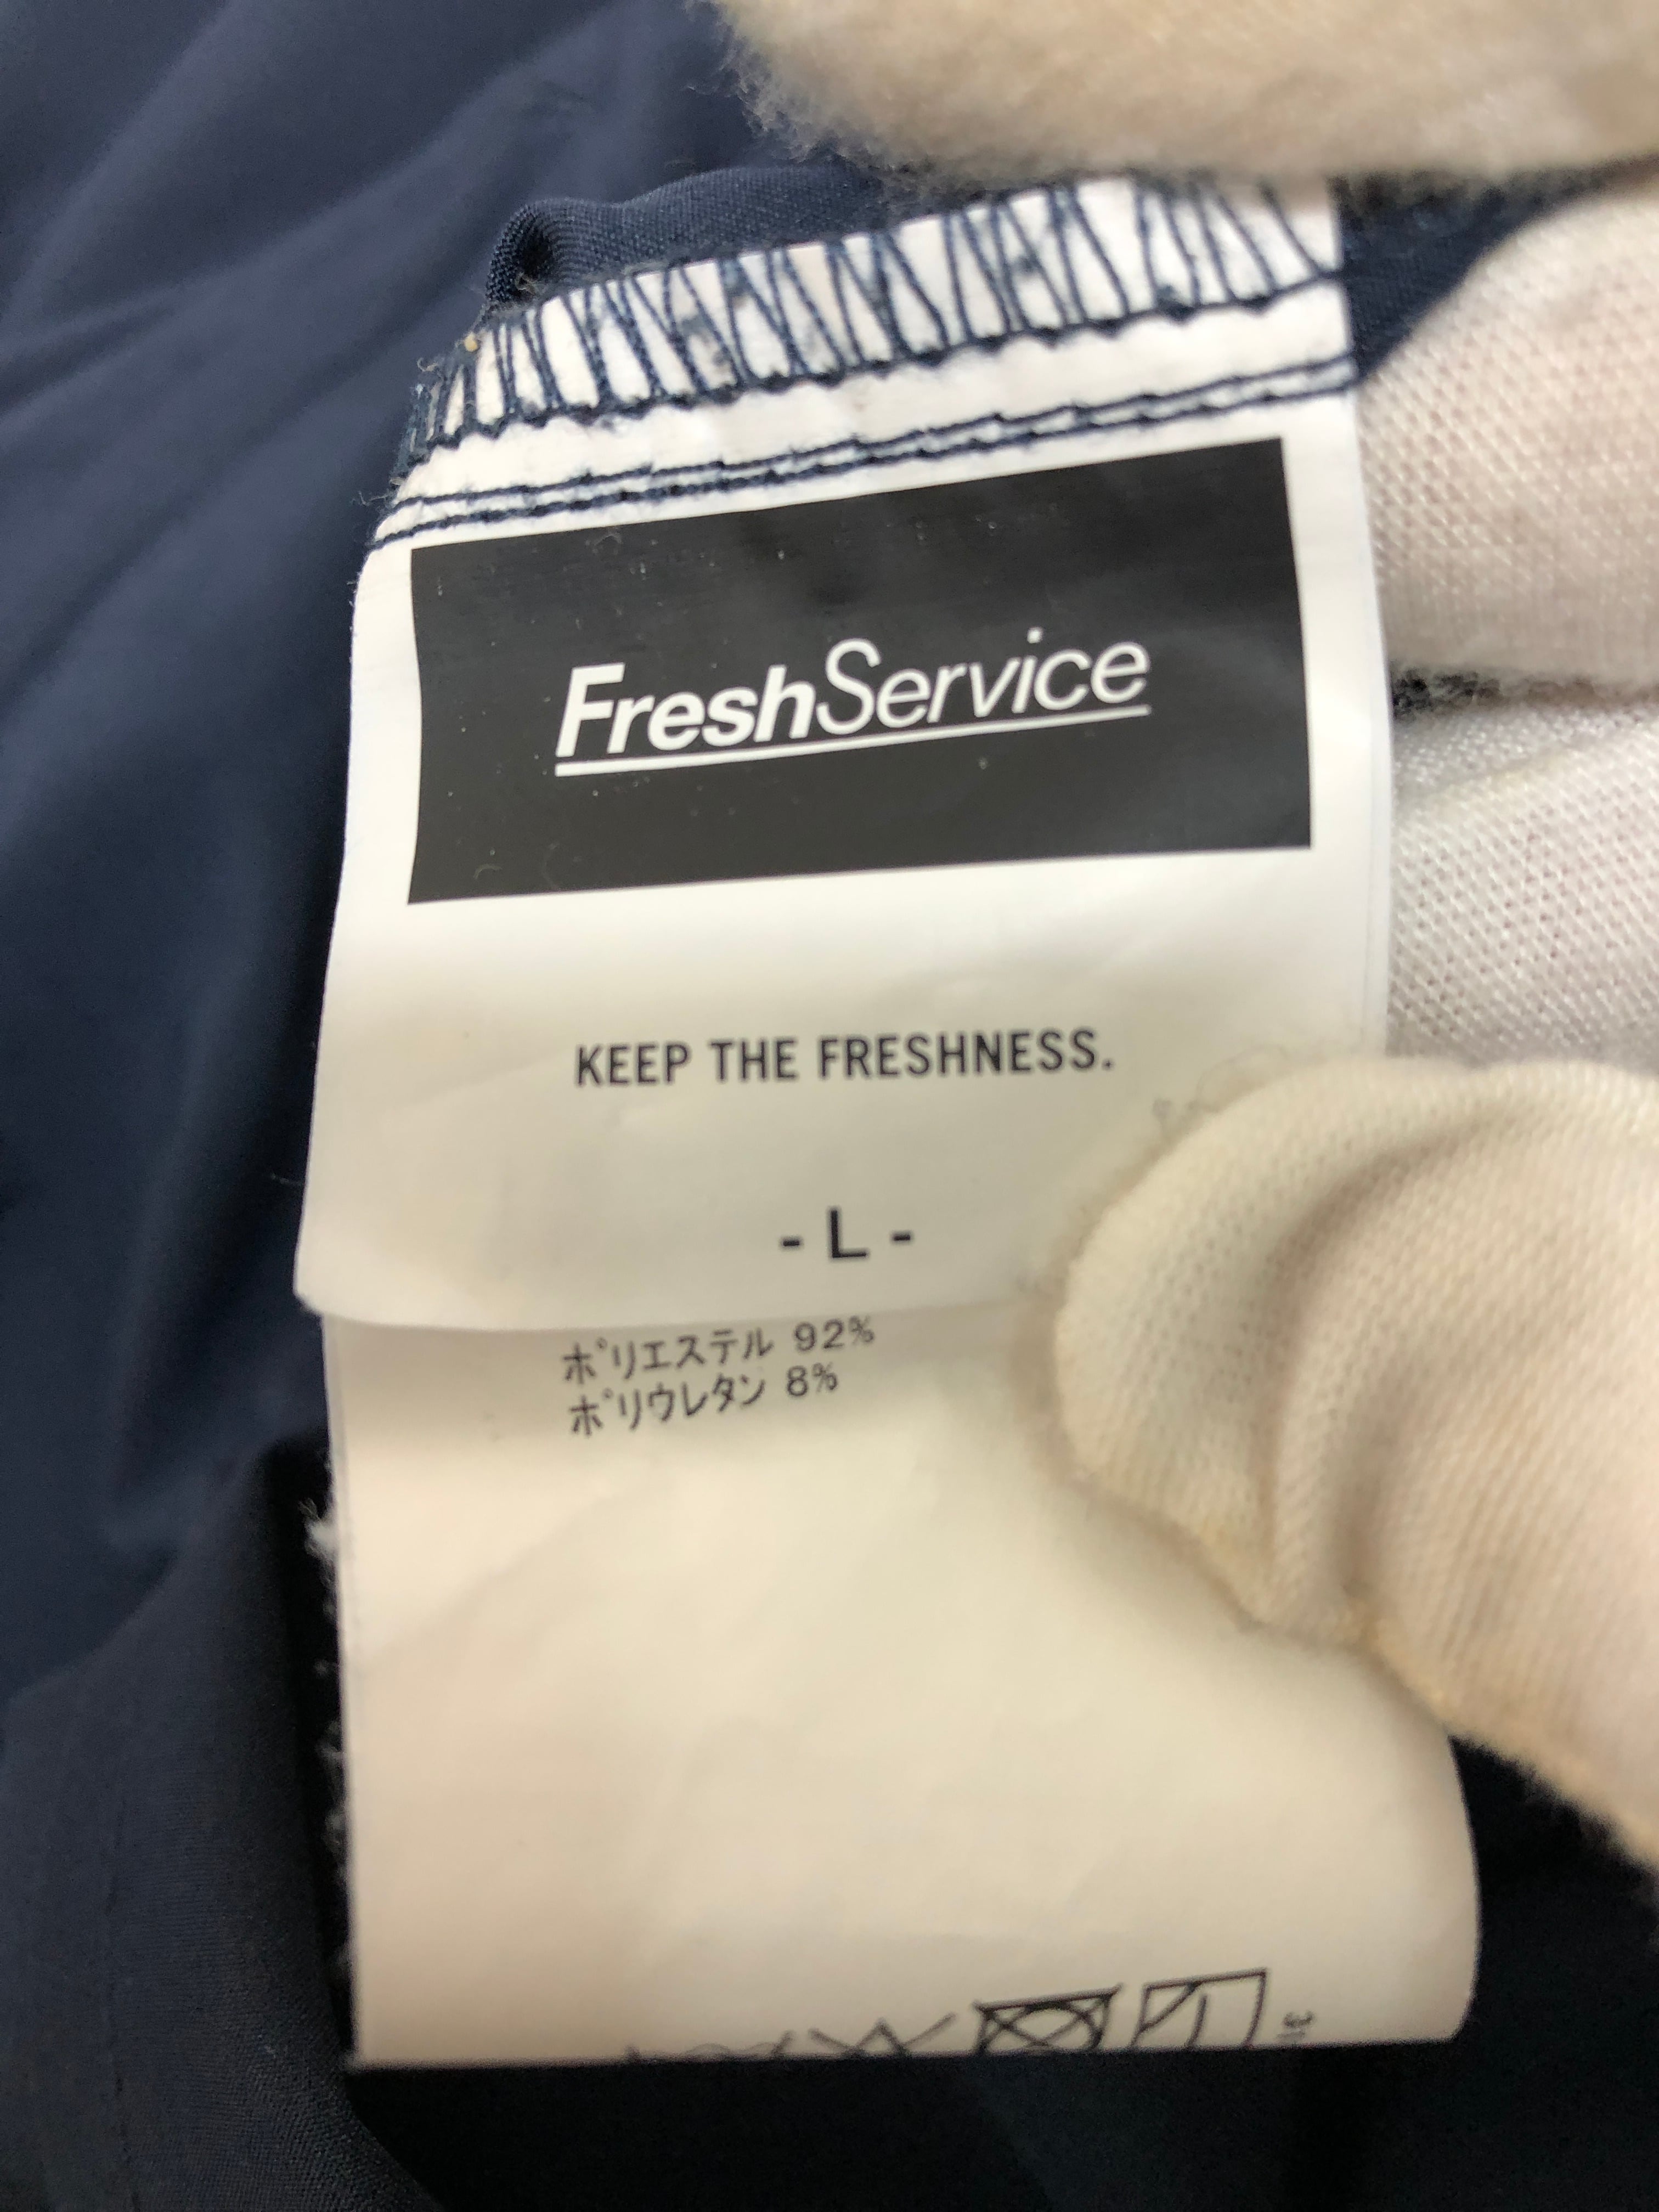 FreshService
KEEP THE FRESHNESS.
- L -
ポリエステル 92%
ポリウレタン 8%